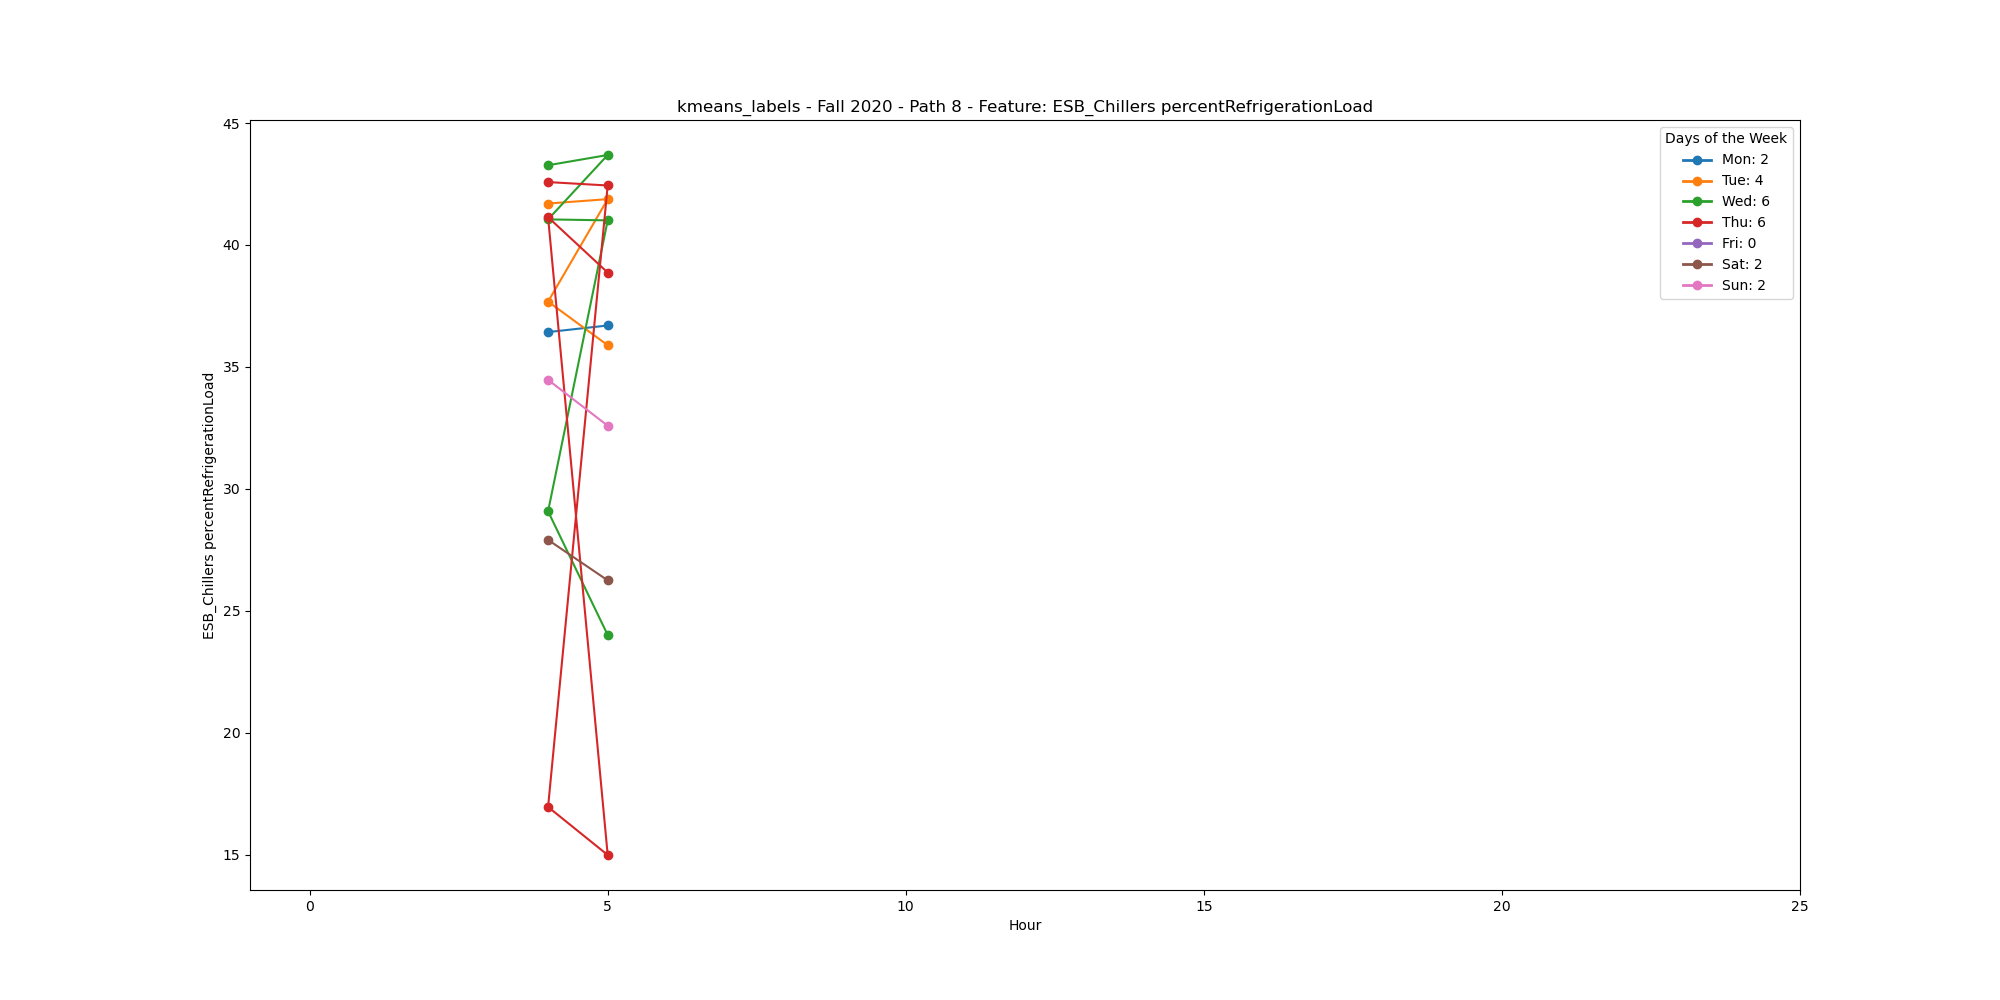 kmeans_labels - Fall 2020 - Path 8 - Feature: ESB_Chillers percentRefrigerationLoad
45
40
35
30
25
20
15
ESB_Chillers percentRefrigerationLoad
Days of the Week
Mon: 2
Tue: 4
Wed: 6
Thu: 6
Fri: 0
Sat: 2
Sun: 2
0 5 10 15 20 25
Hour